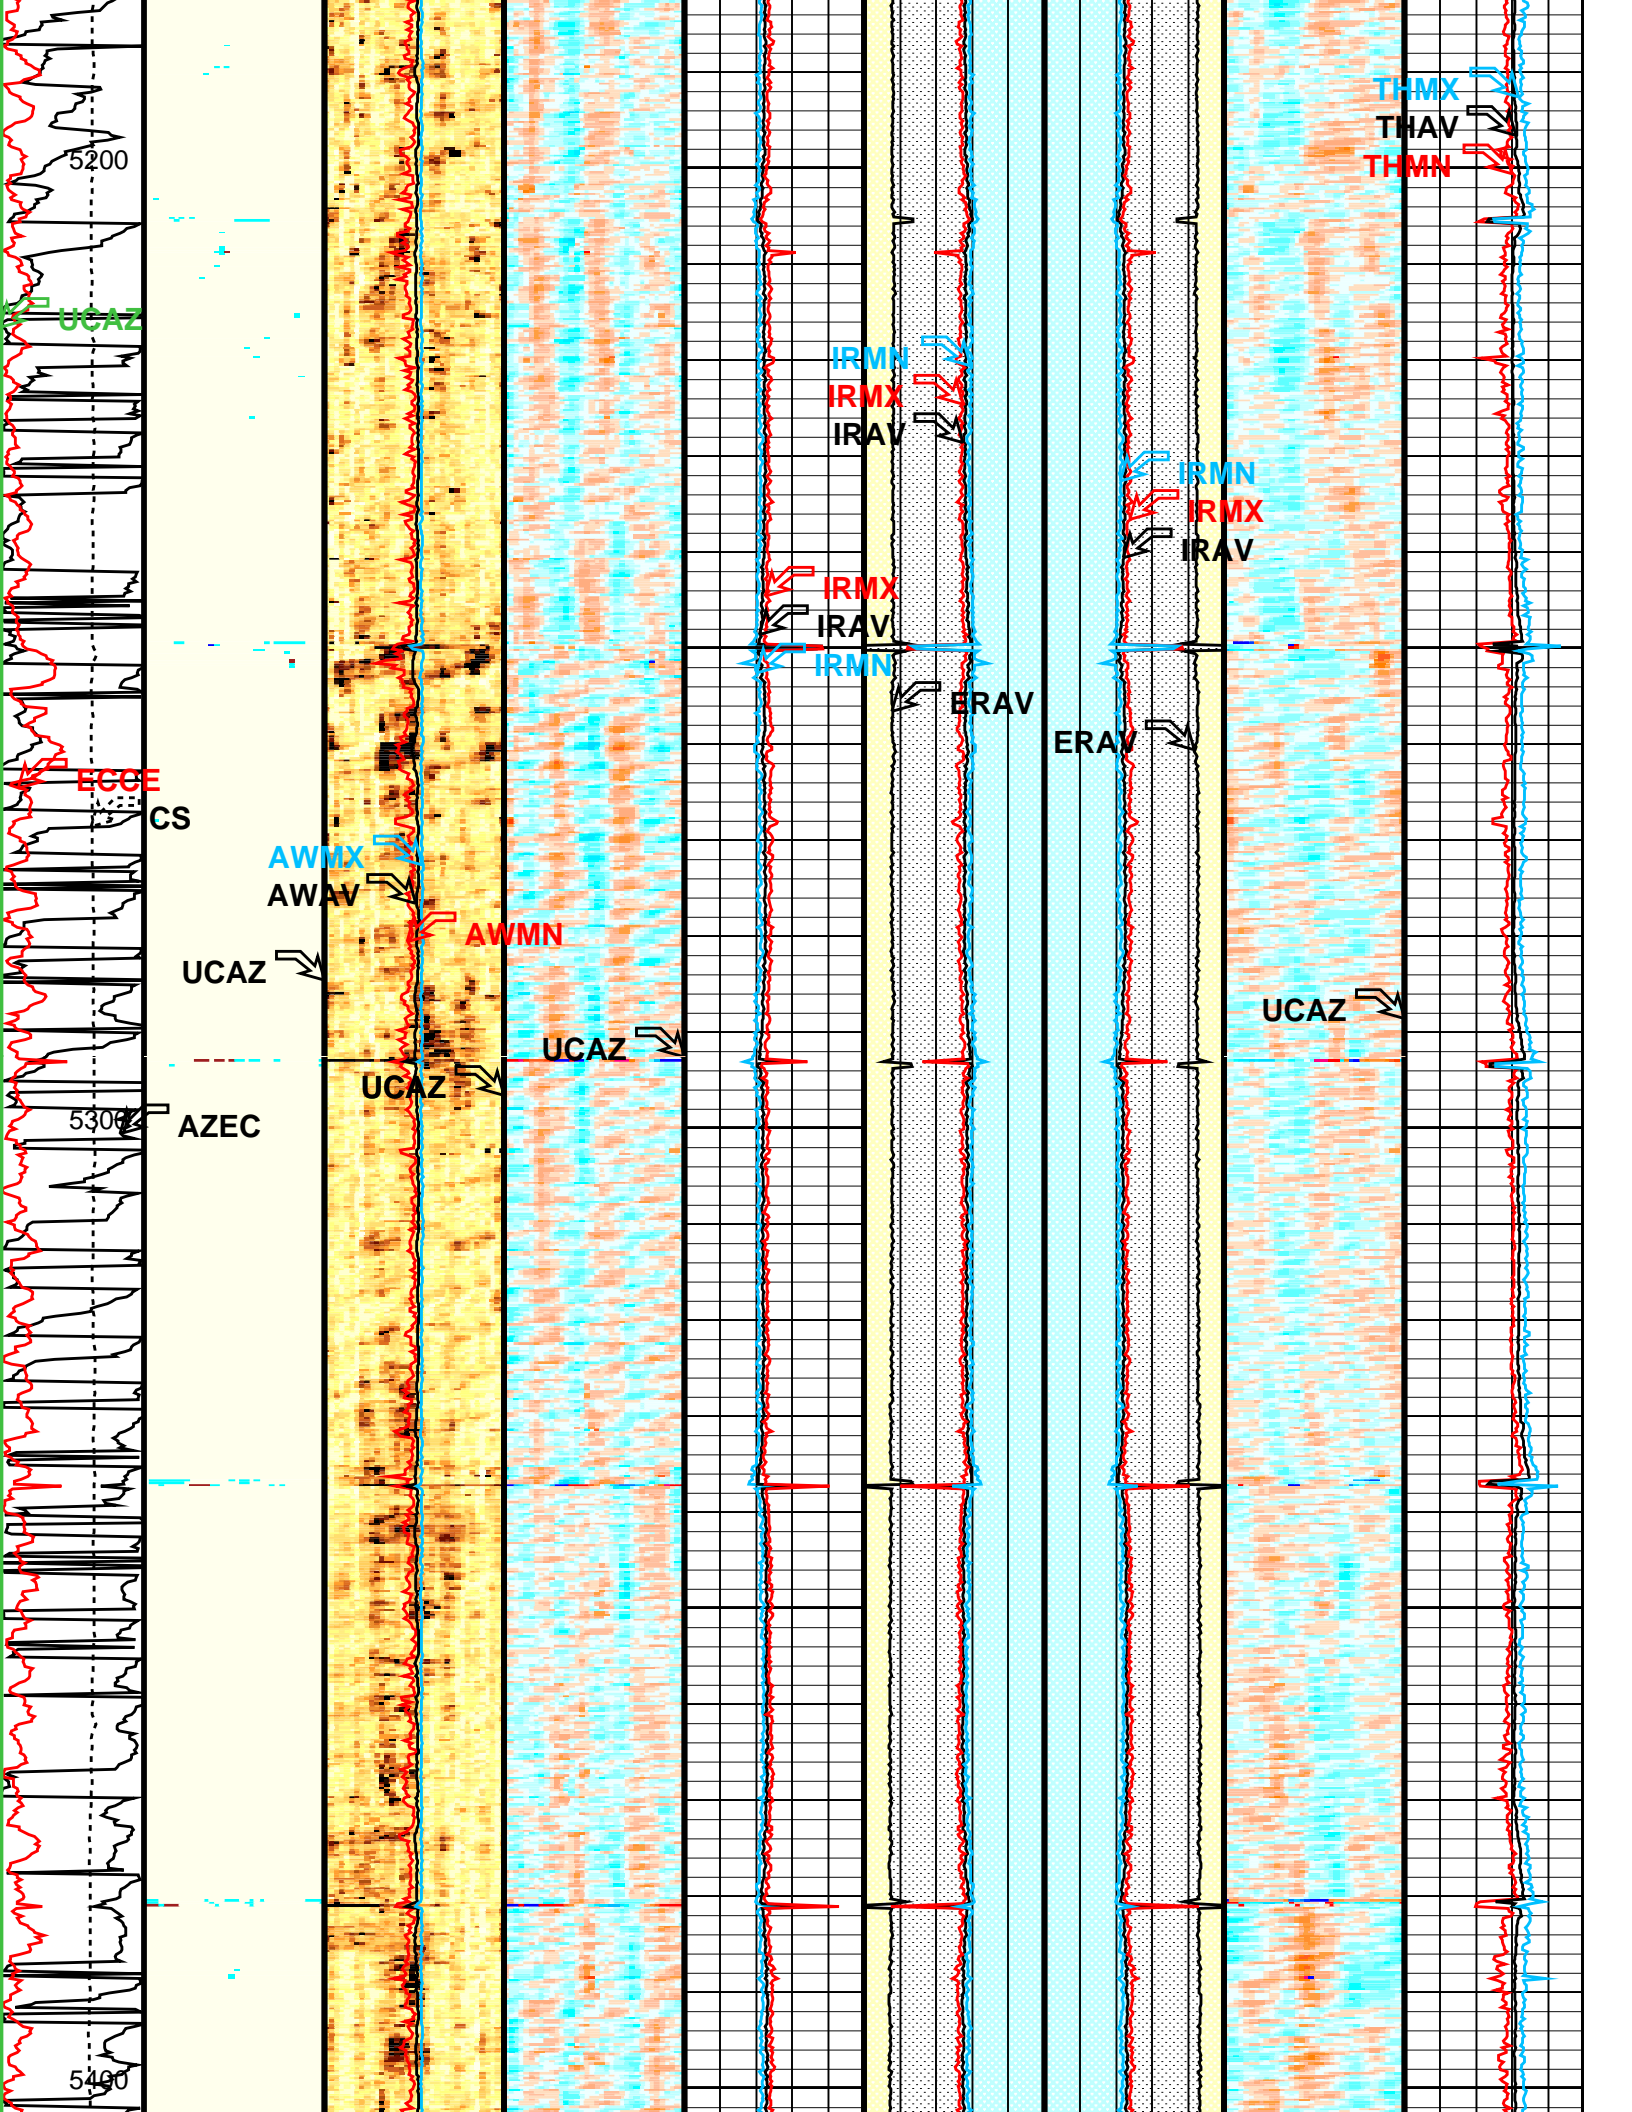 THMX
THAV
5200
THMN
UCAZ
IRMN
IRMX
IRAV
IRMN
IRMX
IRAV
IRMX
IRAV
IRMN
ERAV
ERAV
ECCE
CS
AWMX
AWAV
AWMN
UCAZ
UCAZ
UCAZ
UCAZ
5300
AZEC
5400